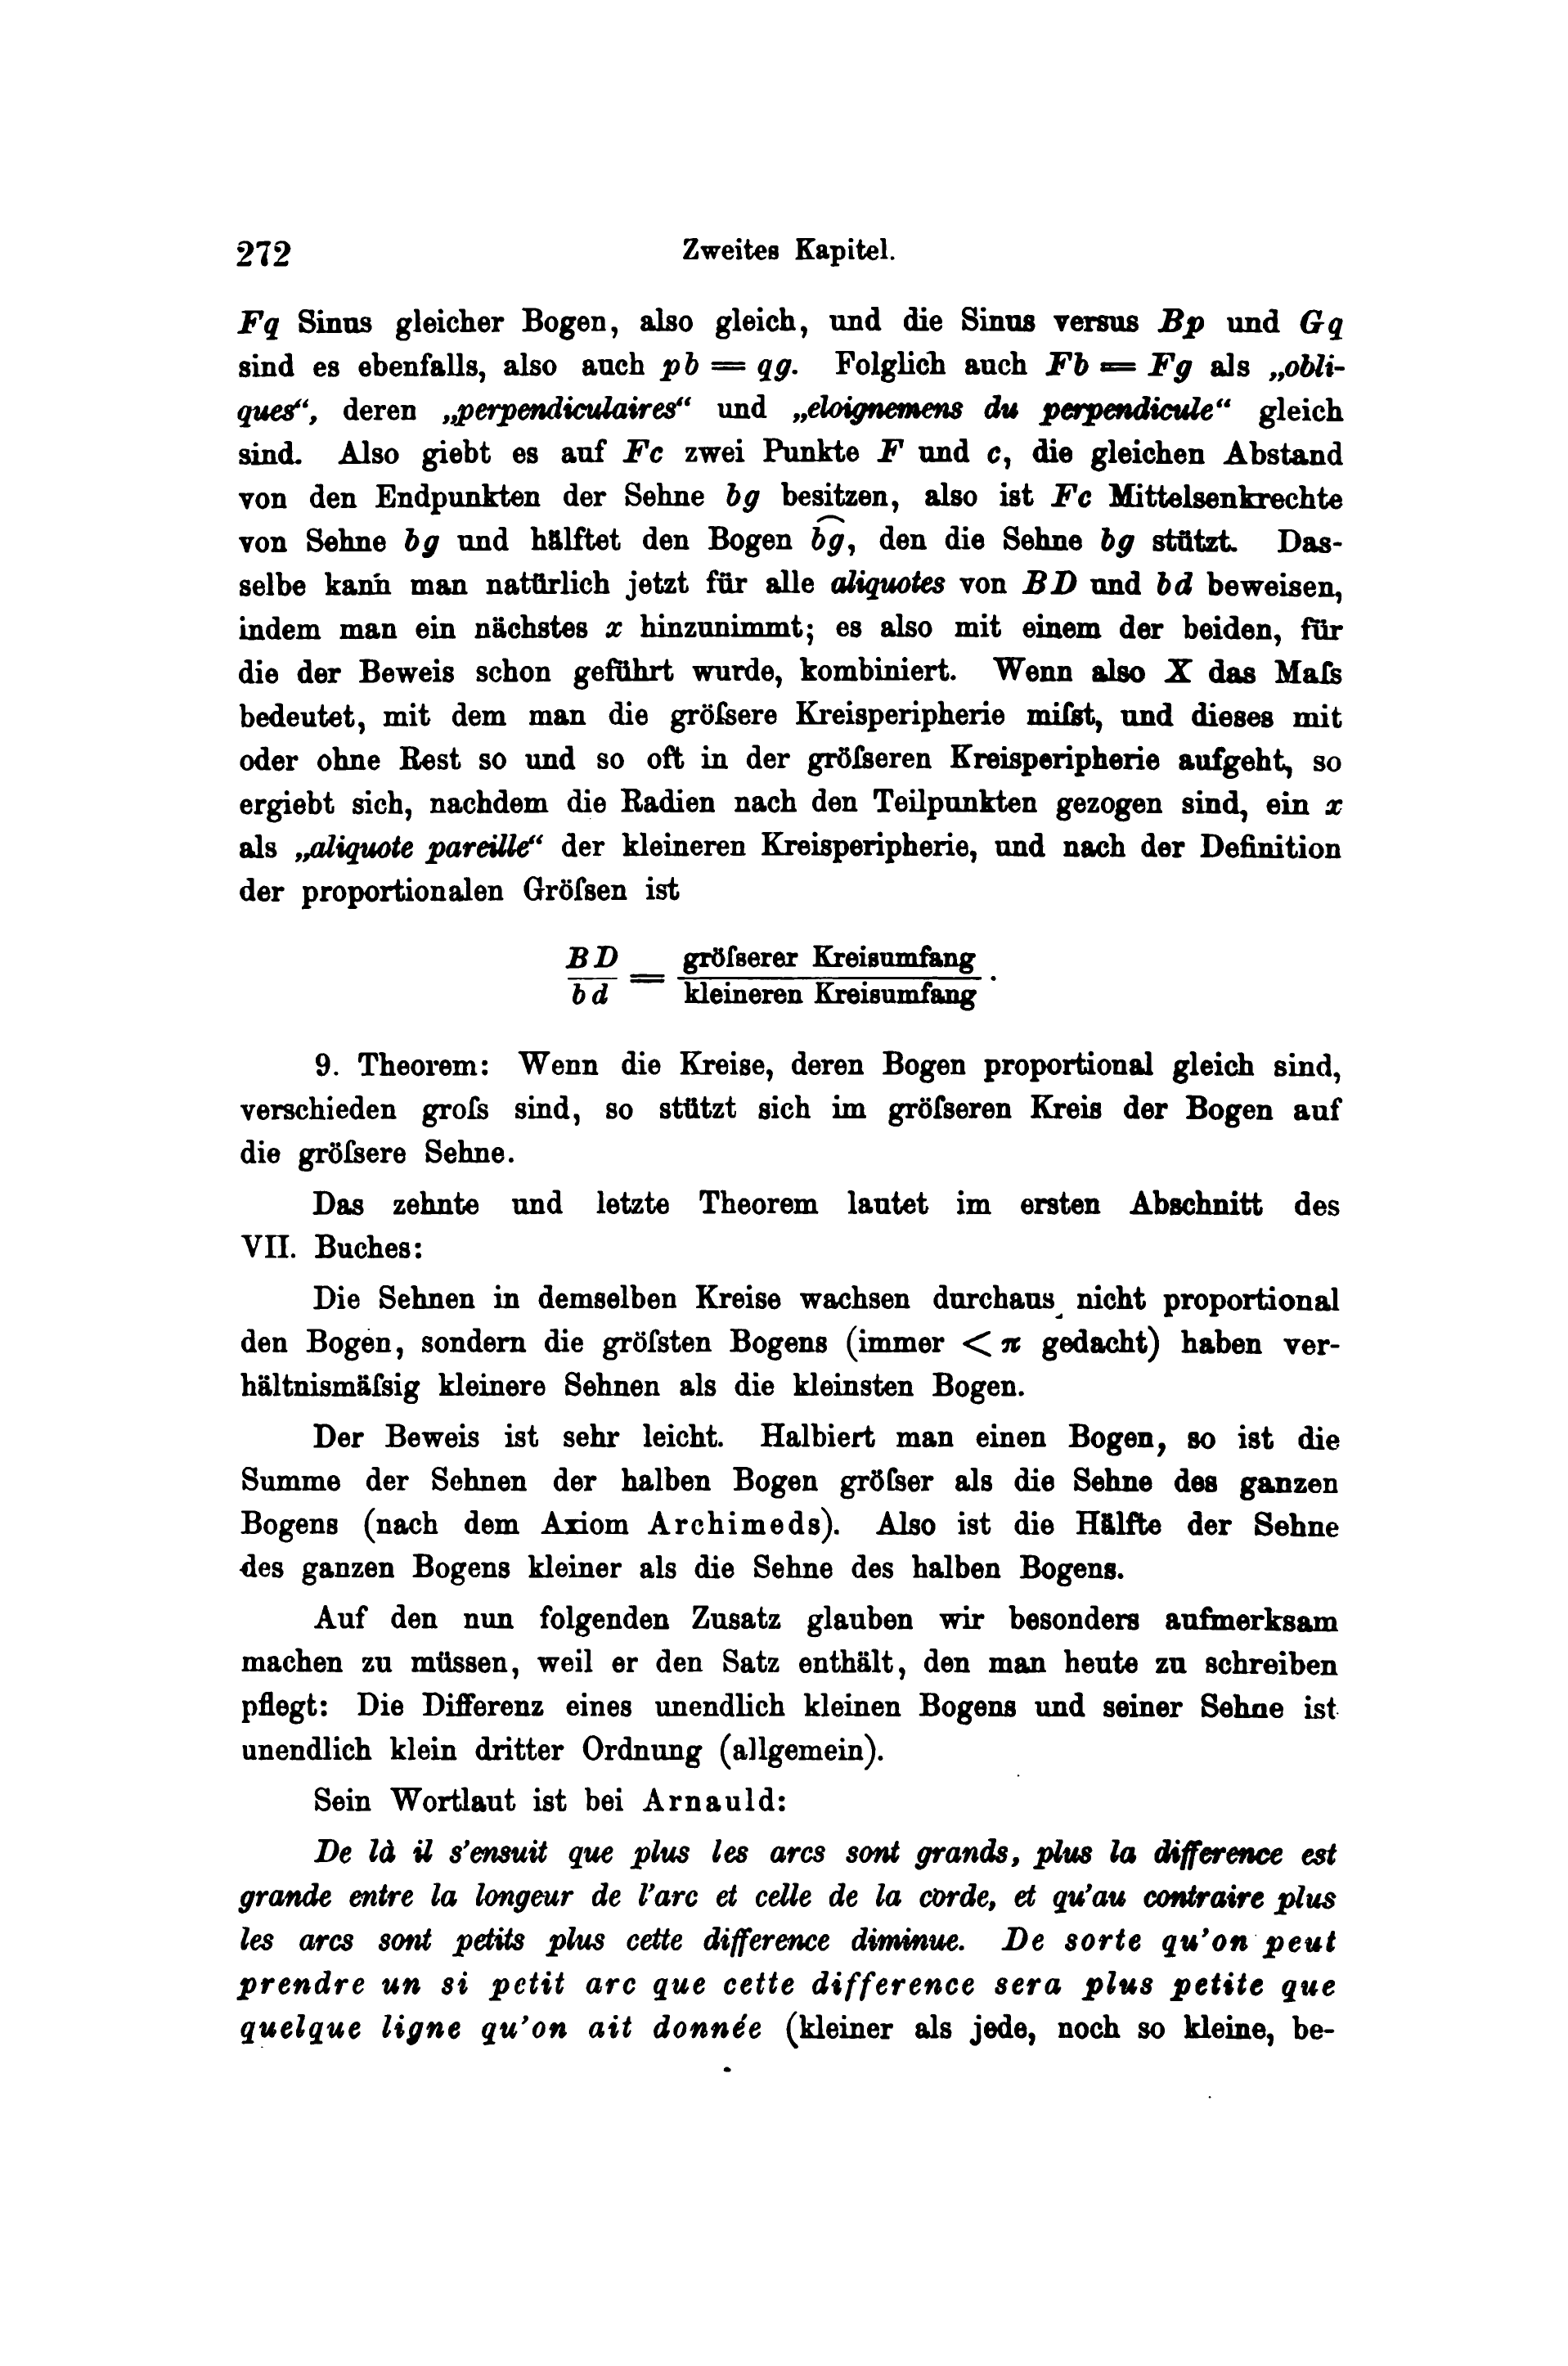 272 Zweites Kapitel.
Fq Sinus gleicher Bogen, also gleich, und die Sinus versus Bp und Gq
sind es ebenfalls, also auch pb = qg. Folglich auch Fb = Fg als „obli-
ques“, deren „perpendiculaires“ und „eloignemens du perpendicule“ gleich
sind. Also giebt es auf Fc zwei Punkte F und c, die gleichen Abstand
von den Endpunkten der Sehne bg besitzen, also ist Fc Mittelsenkrechte
von Sehne bg und hälftet den Bogen b͡g, den die Sehne bg stützt. Das-
selbe kann man natürlich jetzt für alle aliquotes von BD und bd beweisen,
indem man ein nächstes x hinzunimmt; es also mit einem der beiden, für
die der Beweis schon geführt wurde, kombiniert. Wenn also X das Maſs
bedeutet, mit dem man die gröſsere Kreisperipherie miſst, und dieses mit
oder ohne Rest so und so oft in der gröſseren Kreisperipherie aufgeht, so
ergiebt sich, nachdem die Radien nach den Teilpunkten gezogen sind, ein x
als „aliquote pareille“ der kleineren Kreisperipherie, und nach der Definition
der proportionalen Gröſsen ist
BD / bd = gröſserer Kreisumfang / kleineren Kreisumfang .
9. Theorem: Wenn die Kreise, deren Bogen proportional gleich sind,
verschieden groſs sind, so stützt sich im gröſseren Kreis der Bogen auf
die gröſsere Sehne.
Das zehnte und letzte Theorem lautet im ersten Abschnitt des
VII. Buches:
Die Sehnen in demselben Kreise wachsen durchaus nicht proportional
den Bogen, sondern die gröſsten Bogens (immer < π gedacht) haben ver-
hältnismäſsig kleinere Sehnen als die kleinsten Bogen.
Der Beweis ist sehr leicht. Halbiert man einen Bogen, so ist die
Summe der Sehnen der halben Bogen gröſser als die Sehne des ganzen
Bogens (nach dem Axiom Archimeds). Also ist die Hälfte der Sehne
des ganzen Bogens kleiner als die Sehne des halben Bogens.
Auf den nun folgenden Zusatz glauben wir besonders aufmerksam
machen zu müssen, weil er den Satz enthält, den man heute zu schreiben
pflegt: Die Differenz eines unendlich kleinen Bogens und seiner Sehne ist
unendlich klein dritter Ordnung (allgemein).
Sein Wortlaut ist bei Arnauld:
De là il s'ensuit que plus les arcs sont grands, plus la difference est
grande entre la longeur de l'arc et celle de la corde, et qu'au contraire plus
les arcs sont petits plus cette difference diminue. De sorte qu'on peut
prendre un si petit arc que cette difference sera plus petite que
quelque ligne qu'on ait donnée (kleiner als jede, noch so kleine, be-